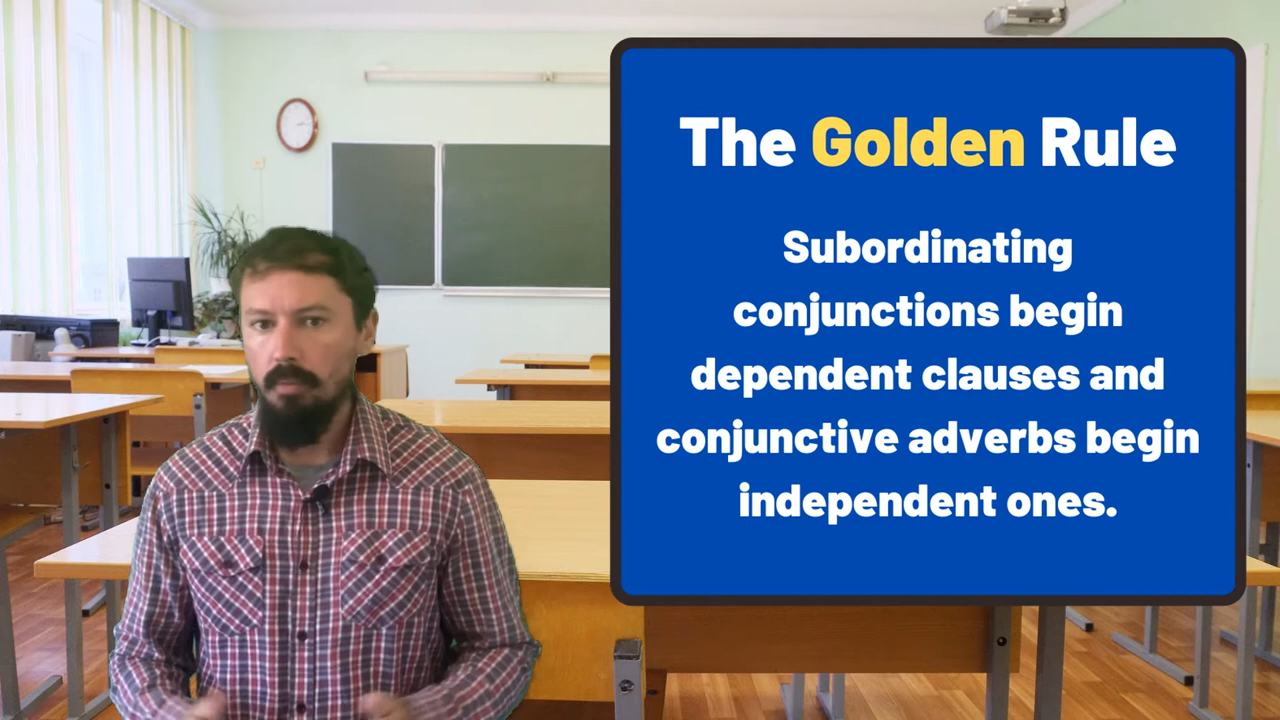 The Golden Rule
Subordinating
conjunctions begin
dependent clauses and
conjunctive adverbs begin
independent ones.